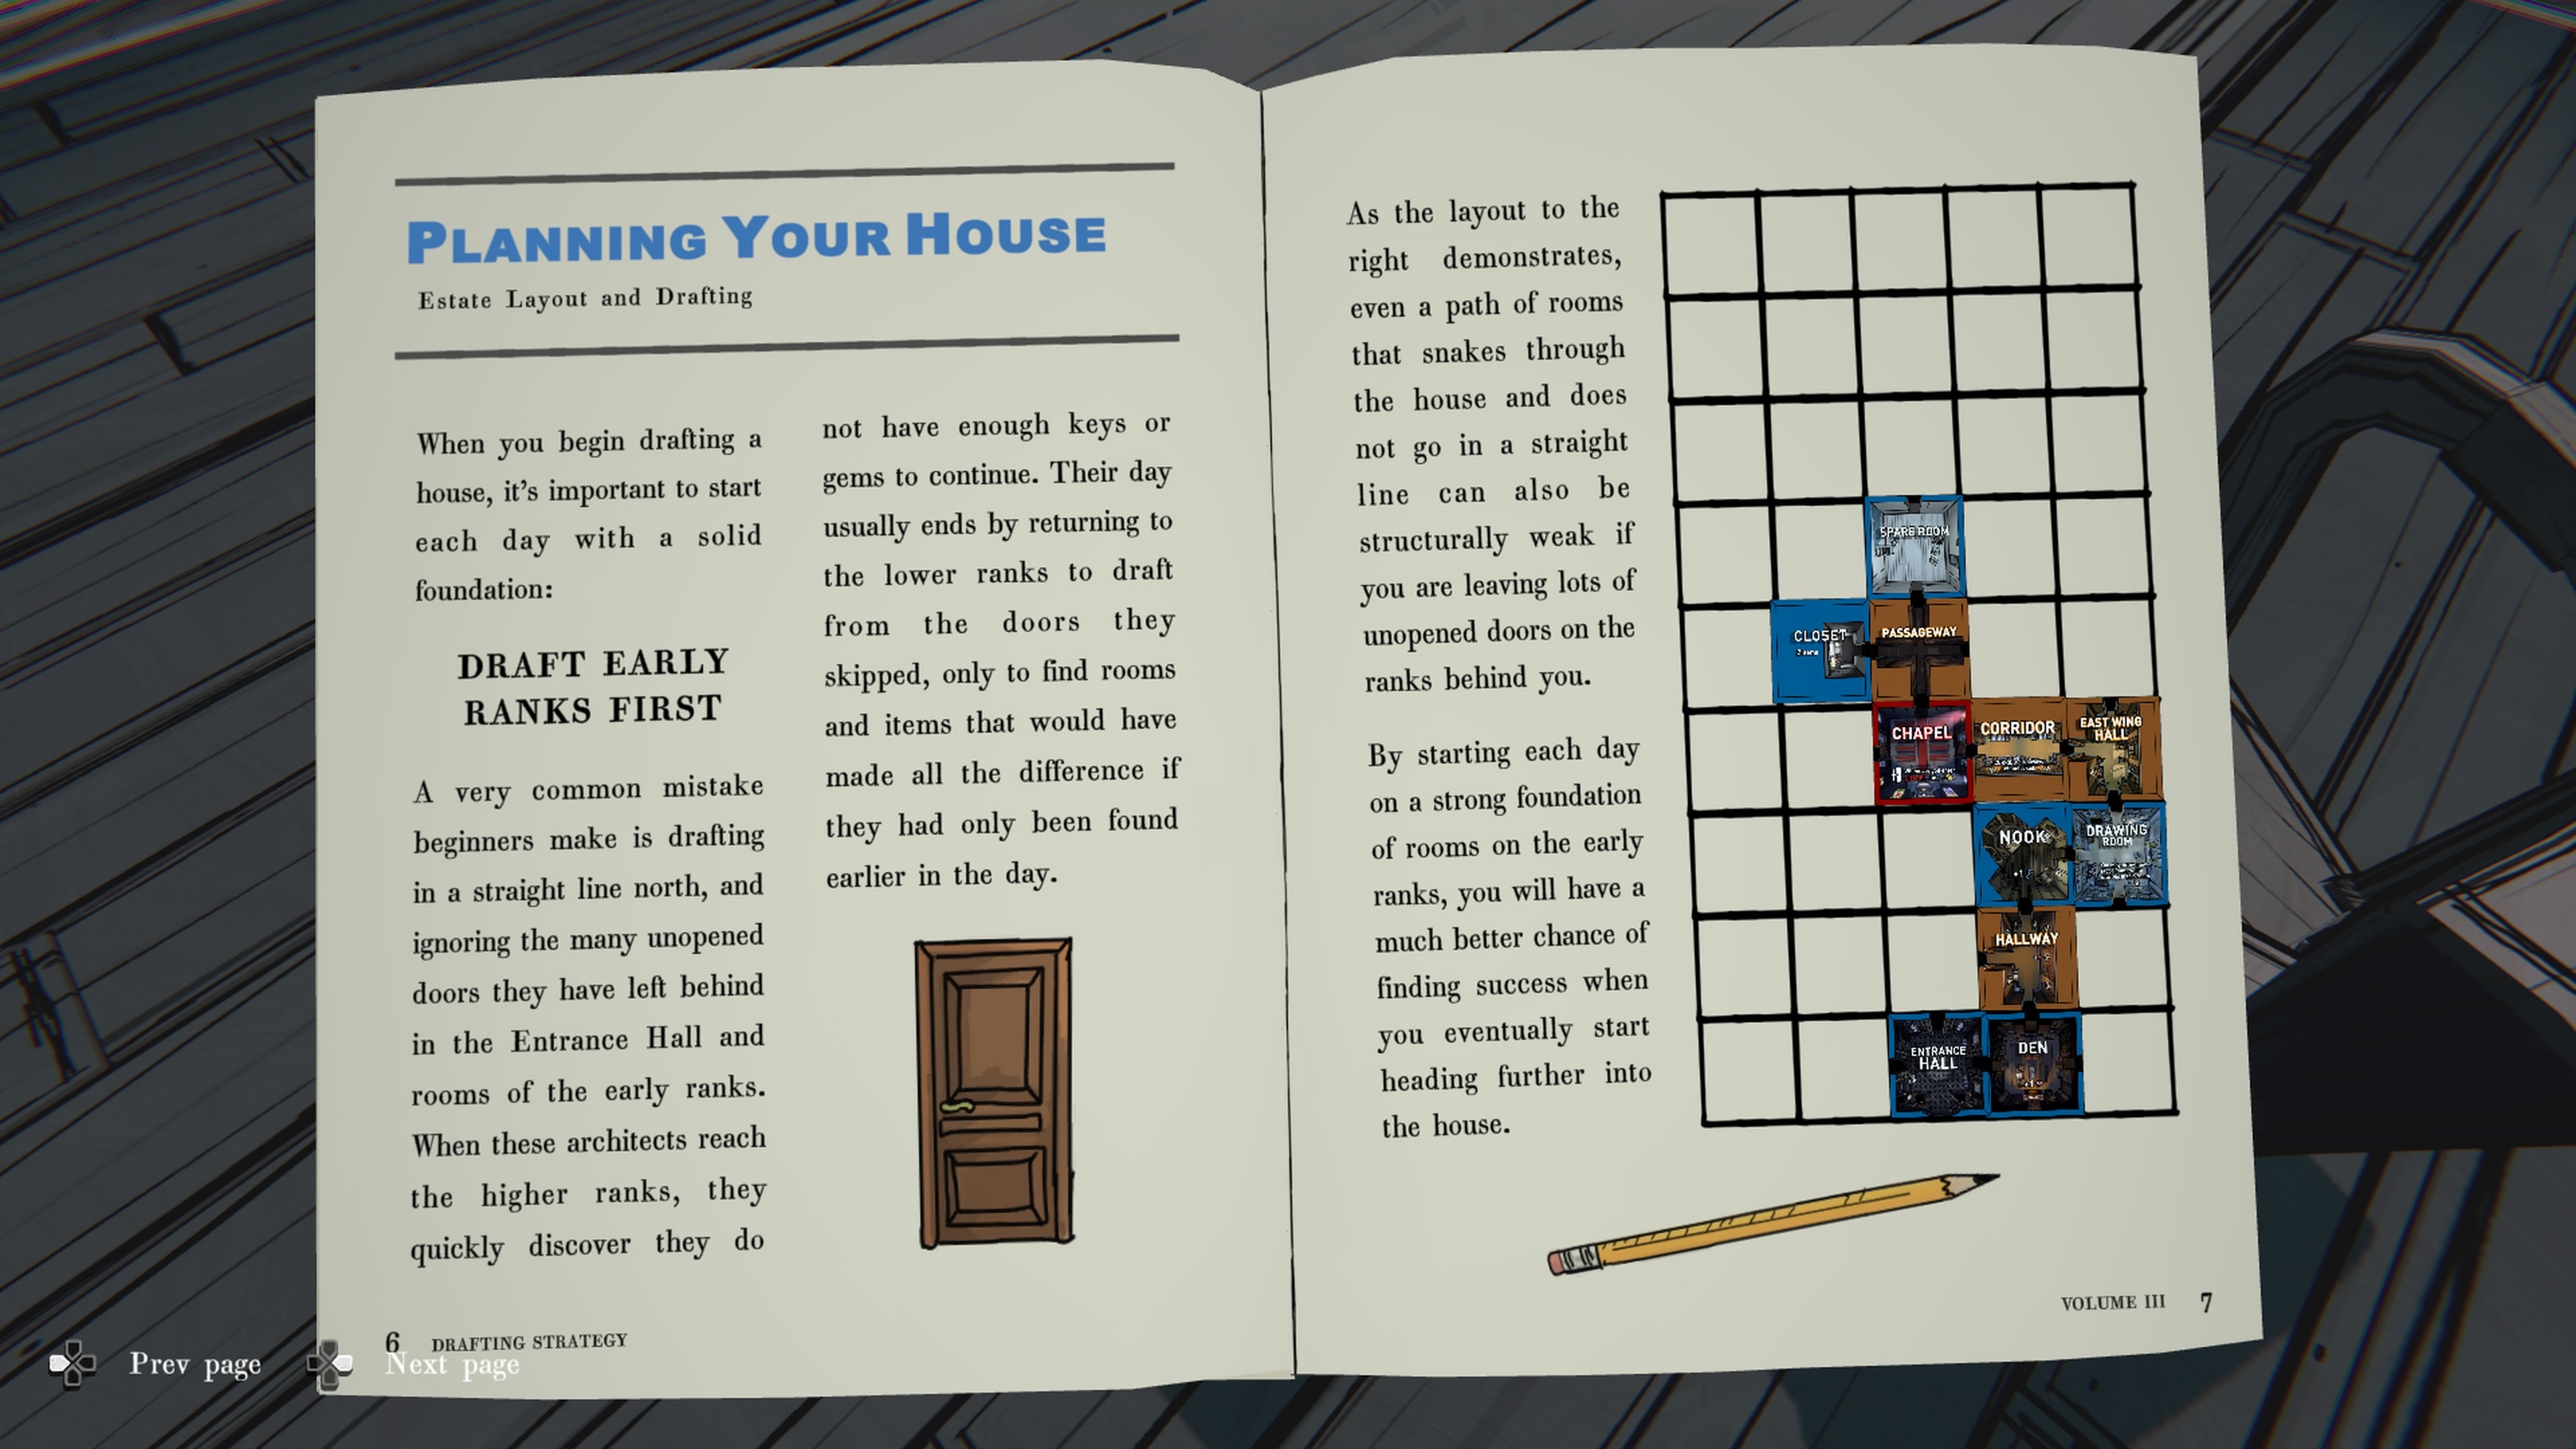 PLANNING YOUR HOUSE
Estate Layout and Drafting
When you begin drafting a
house, it's important to start
each day with a solid
foundation:
DRAFT EARLY
RANKS FIRST
A very common mistake
beginners make is drafting
in a straight line north, and
ignoring the many unopened
doors they have left behind
in the Entrance Hall and
rooms of the early ranks.
When these architects reach
the higher ranks, they
quickly discover they do
not have enough keys or
gems to continue. Their day
usually ends by returning to
the lower ranks to draft
from the doors they
skipped, only to find rooms
and items that would have
made all the difference if
they had only been found
earlier in the day.
6 DRAFTING STRATEGY
As the layout to the
right demonstrates,
even a path of rooms
that snakes through
the house and does
not go in a straight
line can also be
structurally weak if
you are leaving lots of
unopened doors on the
ranks behind you.
By starting each day
on a strong foundation
of rooms on the early
ranks, you will have a
much better chance of
finding success when
you eventually start
heading further into
the house.
SPARE ROOM
CLOSET
PASSAGEWAY
CHAPEL
CORRIDOR
EAST WING
HALL
NOOK
DRAWING
ROOM
HALLWAY
ENTRANCE
HALL
DEN
VOLUME III 7
Prev page
Next page